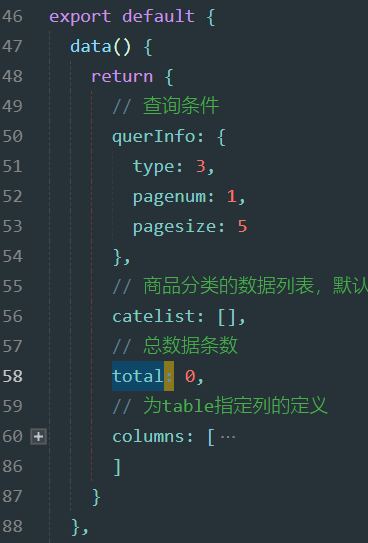 46 export default {
47 data() {
48 return {
49 // 查询条件
50 querInfo: {
51 type: 3,
52 pagenum: 1,
53 pagesize: 5
54 },
55 // 商品分类的数据列表，默认
56 catelist: [],
57 // 总数据条数
58 total: 0,
59 // 为table指定列的定义
60 columns: [ ⋯
86 ]
87 }
88 },